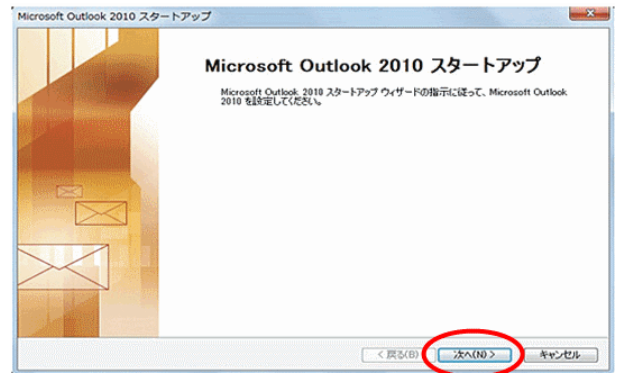 Microsoft Outlook 2010 スタートアップ
Microsoft Outlook 2010 スタートアップ
Microsoft Outlook 2010 スタートアップ ウィザードの指示に従って、Microsoft Outlook
2010 を設定してください。
< 戻る(B)
次へ(N) >
キャンセル